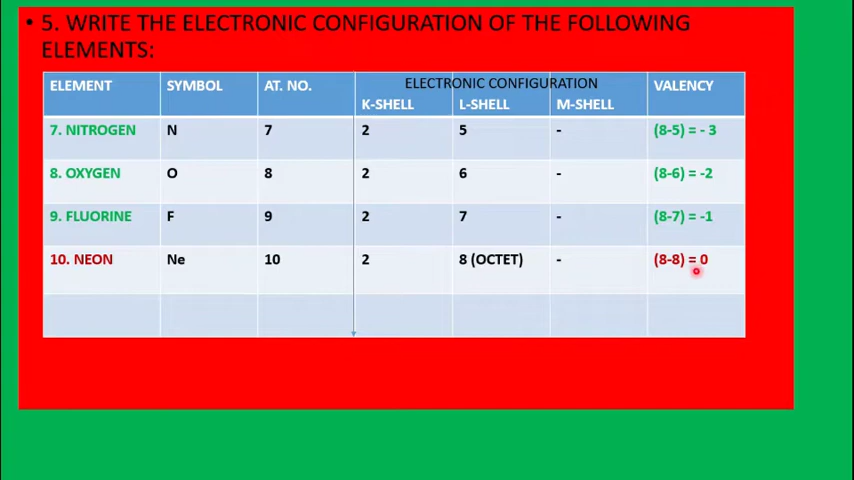 • 5. WRITE THE ELECTRONIC CONFIGURATION OF THE FOLLOWING
ELEMENTS:
ELEMENT SYMBOL AT. NO. ELECTRONIC CONFIGURATION VALENCY
K-SHELL L-SHELL M-SHELL
7. NITROGEN N 7 2 5 - (8-5) = - 3
8. OXYGEN O 8 2 6 - (8-6) = -2
9. FLUORINE F 9 2 7 - (8-7) = -1
10. NEON Ne 10 2 8 (OCTET) - (8-8) = 0